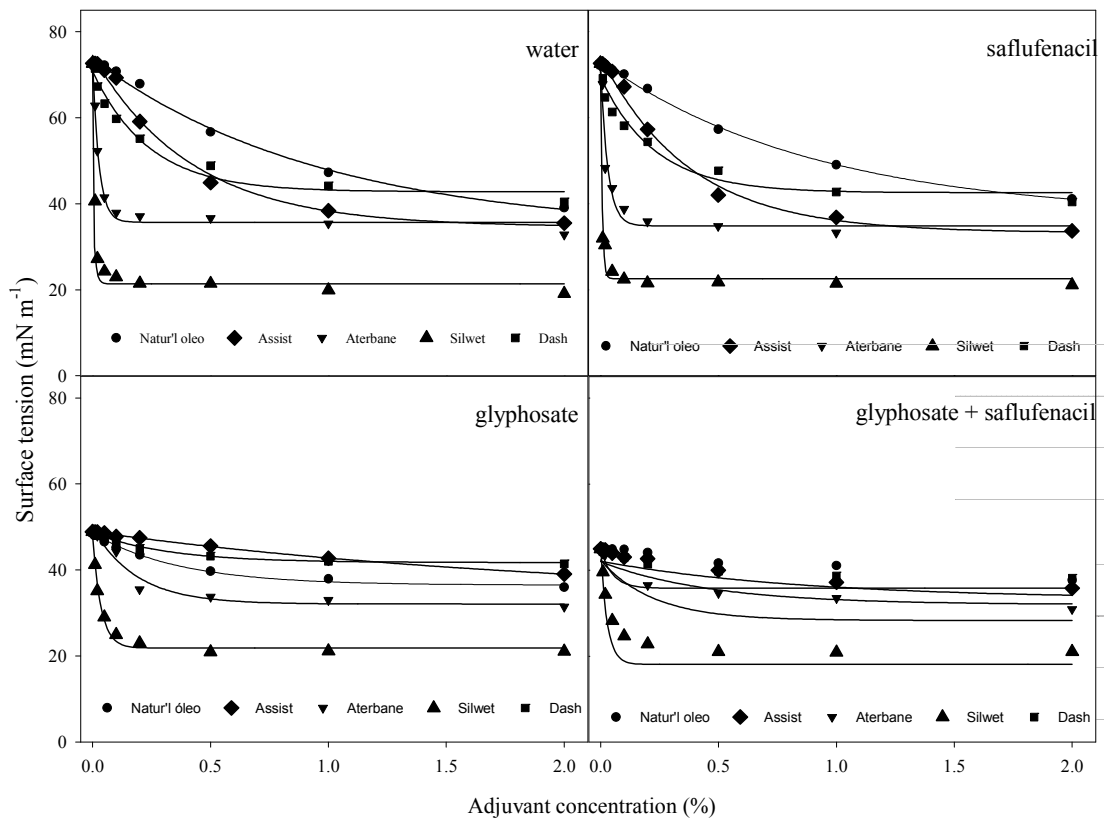 water
saflufenacil
80
60
40
20
0
Natur'l oleo Assist Aterbane Silwet Dash
Natur'l oleo Assist Aterbane Silwet Dash
Surface tension (mN m⁻¹)
glyphosate
glyphosate + saflufenacil
80
60
40
20
0
Natur'l óleo Assist Aterbane Silwet Dash
Natur'l oleo Assist Aterbane Silwet Dash
0.0 0.5 1.0 1.5 2.0
0.0 0.5 1.0 1.5 2.0
Adjuvant concentration (%)